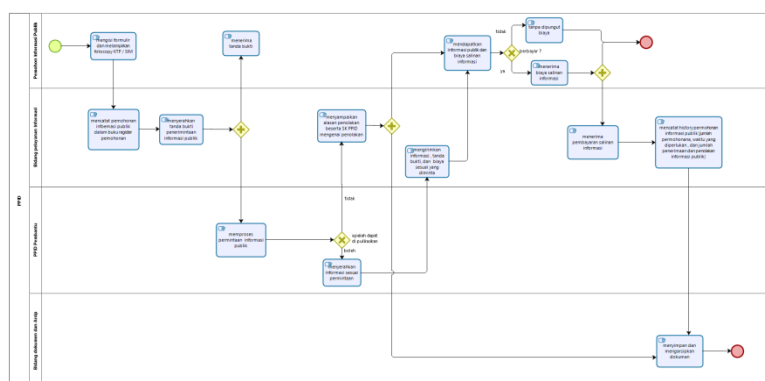 PPID
Pemohon Informasi Publik
mengisi formulir
dan melampirkan
fotocopy KTP / SIM
menerima
tanda bukti
mendapatkan
informasi publik dan
biaya salinan
informasi
tidak
berbayar ?
ya
tanpa dipungut
biaya
menerima
biaya salinan
informasi
Bidang pelayanan Informasi
mencatat pemohonan
informasi publik
dalam buku register
pemohonan
menyerahkan
tanda bukti
penerimaan
informasi publik
menyampaikan
alasan penolakan
beserta SK PPID
mengenai penolakan
mengirimkan
informasi , tanda
bukti, dan biaya
sesuai yang
diminta
menerima
pembayaran salinan
informasi
mencatat history permohonan
informasi publik jumlah
permohonana, waktu yang
diperlukan , dan jumlah
penerimaan dan penolakan
informasi publik)
PPID Pembantu
memproses
permintaan informasi
publik
tidak
apakah dapat
di publikasikan
boleh
menyerahkan
informasi sesuai
permintaan
Bidang dokumen dan Arsip
menyimpan dan
mengarsipkan
dokumen